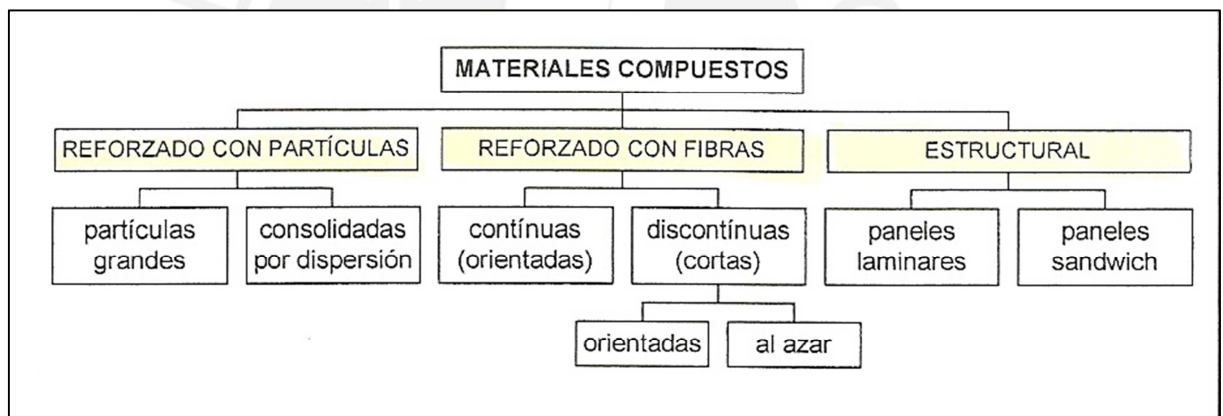 MATERIALES COMPUESTOS
REFORZADO CON PARTÍCULAS
REFORZADO CON FIBRAS
ESTRUCTURAL
partículas
grandes
consolidadas
por dispersión
contínuas
(orientadas)
discontínuas
(cortas)
paneles
laminares
paneles
sandwich
orientadas
al azar